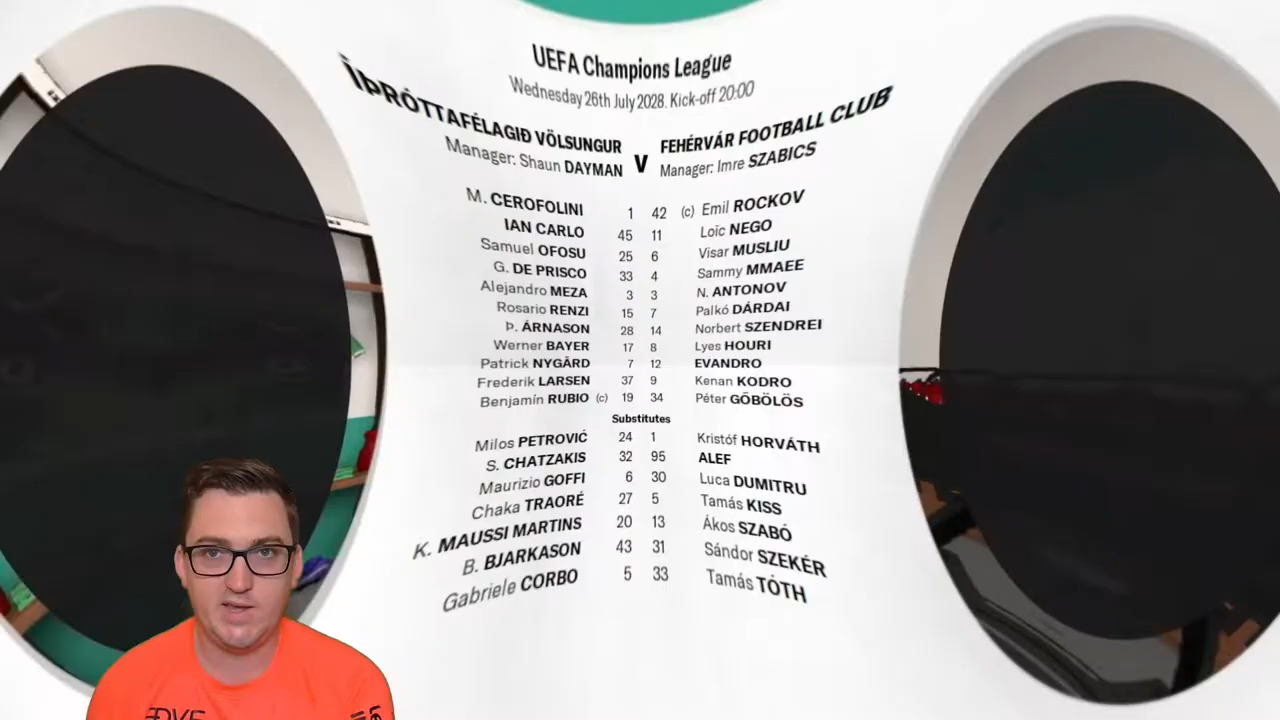 UEFA Champions League
Wednesday 26th July 2028. Kick-off 20:00
ÍÞRÓTTAFÉLAGIÐ VÖLSUNGUR V FEHÉRVÁR FOOTBALL CLUB
Manager: Shaun DAYMAN Manager: Imre SZABICS
M. CEROFOLINI 1 42 (c) Emil ROCKOV
IAN CARLO 45 11 Loïc NEGO
Samuel OFOSU 25 6 Visar MUSLIU
G. DE PRISCO 33 4 Sammy MMAEE
Alejandro MEZA 3 3 N. ANTONOV
Rosario RENZI 15 7 Palkó DÁRDAI
Þ. ÁRNASON 28 14 Norbert SZENDREI
Werner BAYER 17 8 Lyes HOURI
Patrick NYGÅRD 7 12 EVANDRO
Frederik LARSEN 37 9 Kenan KODRO
Benjamín RUBIO (c) 19 34 Péter GŐBÖLÖS
Substitutes
Milos PETROVIĆ 24 1 Kristóf HORVÁTH
S. CHATZAKIS 32 95 ALEF
Maurizio GOFFI 6 30 Luca DUMITRU
Chaka TRAORÉ 27 5 Tamás KISS
K. MAUSSI MARTINS 20 13 Ákos SZABÓ
B. BJARKASON 43 31 Sándor SZEKÉR
Gabriele CORBO 5 33 Tamás TÓTH